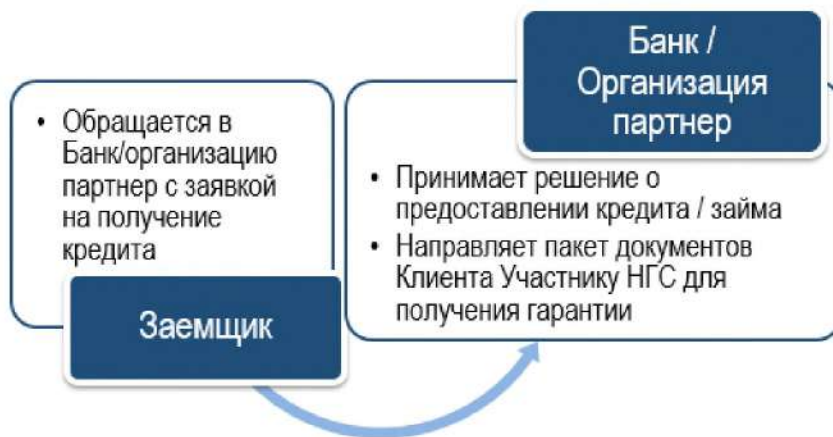 • Обращается в
Банк/организацию
партнер с заявкой
на получение
кредита
Заемщик
Банк /
Организация
партнер
• Принимает решение о
предоставлении кредита / займа
• Направляет пакет документов
Клиента Участнику НГС для
получения гарантии